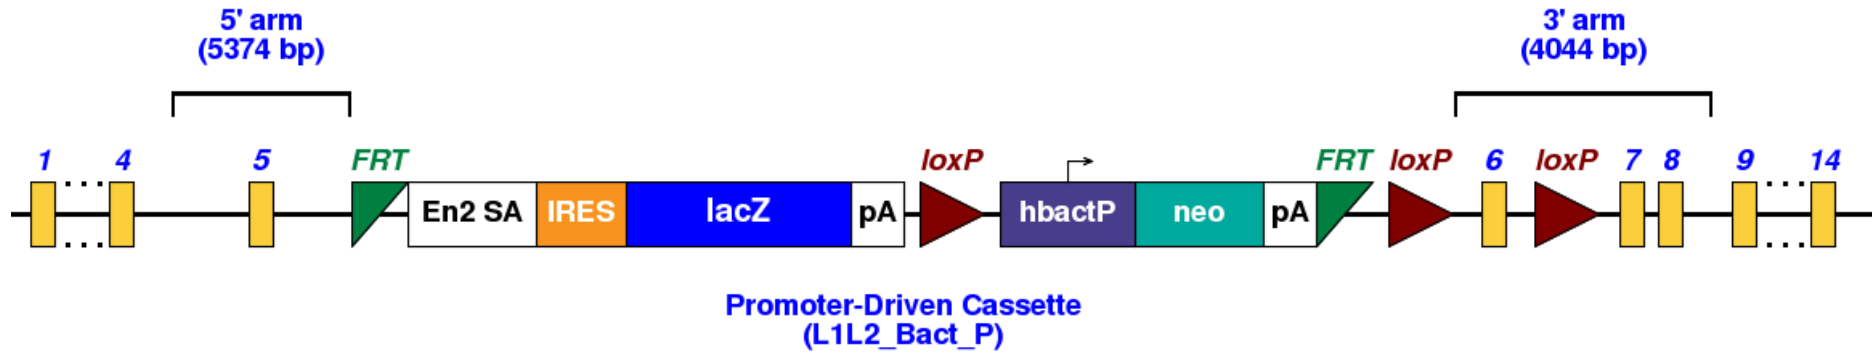 5' arm
(5374 bp)
3' arm
(4044 bp)
1 4 5 FRT loxP FRT loxP 6 loxP 7 8 9 14
En2 SA IRES lacZ pA hbactP neo pA
Promoter-Driven Cassette
(L1L2_Bact_P)